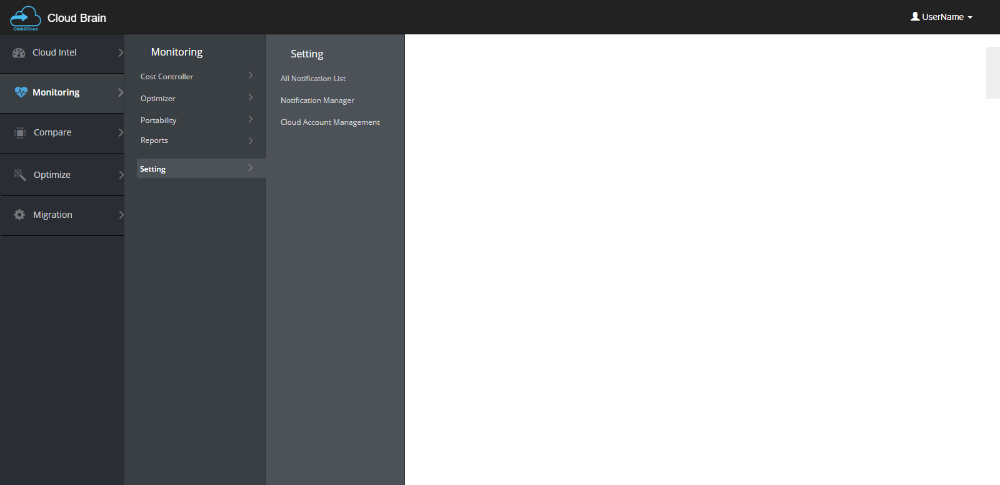 Click2Cloud
Cloud Brain
UserName
Cloud Intel
Monitoring
Compare
Optimize
Migration
Monitoring
Cost Controller
Optimizer
Portability
Reports
Setting
Setting
All Notification List
Notification Manager
Cloud Account Management